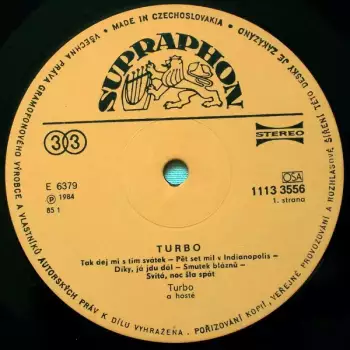 • MADE IN CZECHOSLOVAKIA •
VŠECHNA PRÁVA GRAMOFONOVÉHO VÝROBCE A VLASTNÍKŮ AUTORSKÝCH PRÁV K DÍLU VYHRAŽENA. POŘIZOVÁNÍ KOPIÍ, VEŘEJNÉ PROVOZOVÁNÍ A ROZHLASOVÉ ŠÍŘENÍ TÉTO DESKY JE ZAKÁZÁNO
SUPRAPHON
33
STEREO
E 6379
OSA
℗ 1984
1113 3556
85 1
1. strana
TURBO
Tak dej mi s tím svátek – Pět set mil v Indianopolis –
Díky, já jdu dál – Smutek bláznů –
Svítá, noc šla spát
Turbo
a hosté